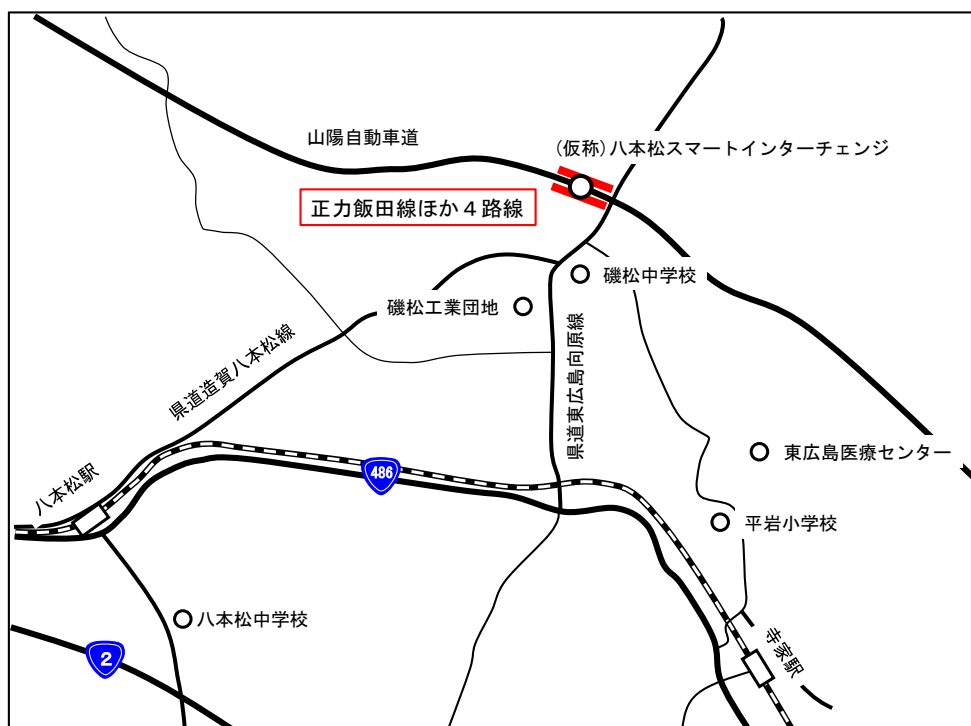 山陽自動車道
(仮称)八本松スマートインターチェンジ
正力飯田線ほか４路線
磯松中学校
磯松工業団地
県道造賀八本松線
県道東広島向原線
東広島医療センター
486
八本松駅
平岩小学校
八本松中学校
寺家駅
2